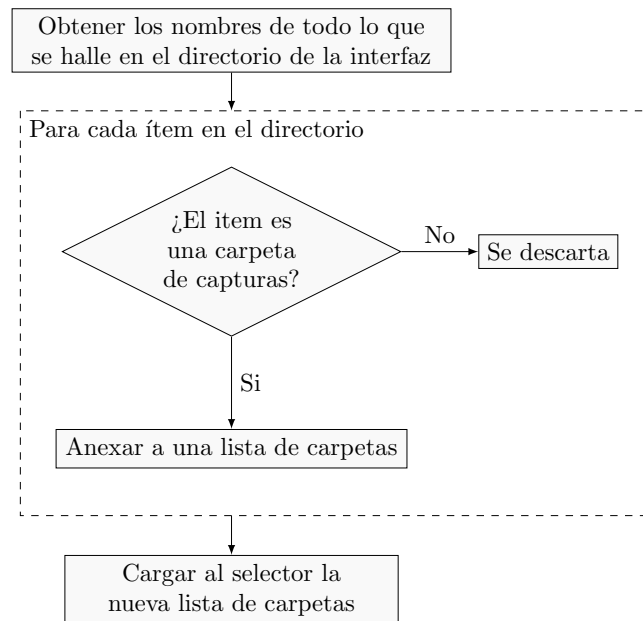 Obtener los nombres de todo lo que
se halle en el directorio de la interfaz
Para cada ítem en el directorio
¿El item es
una carpeta
de capturas?
No
Se descarta
Si
Anexar a una lista de carpetas
Cargar al selector la
nueva lista de carpetas